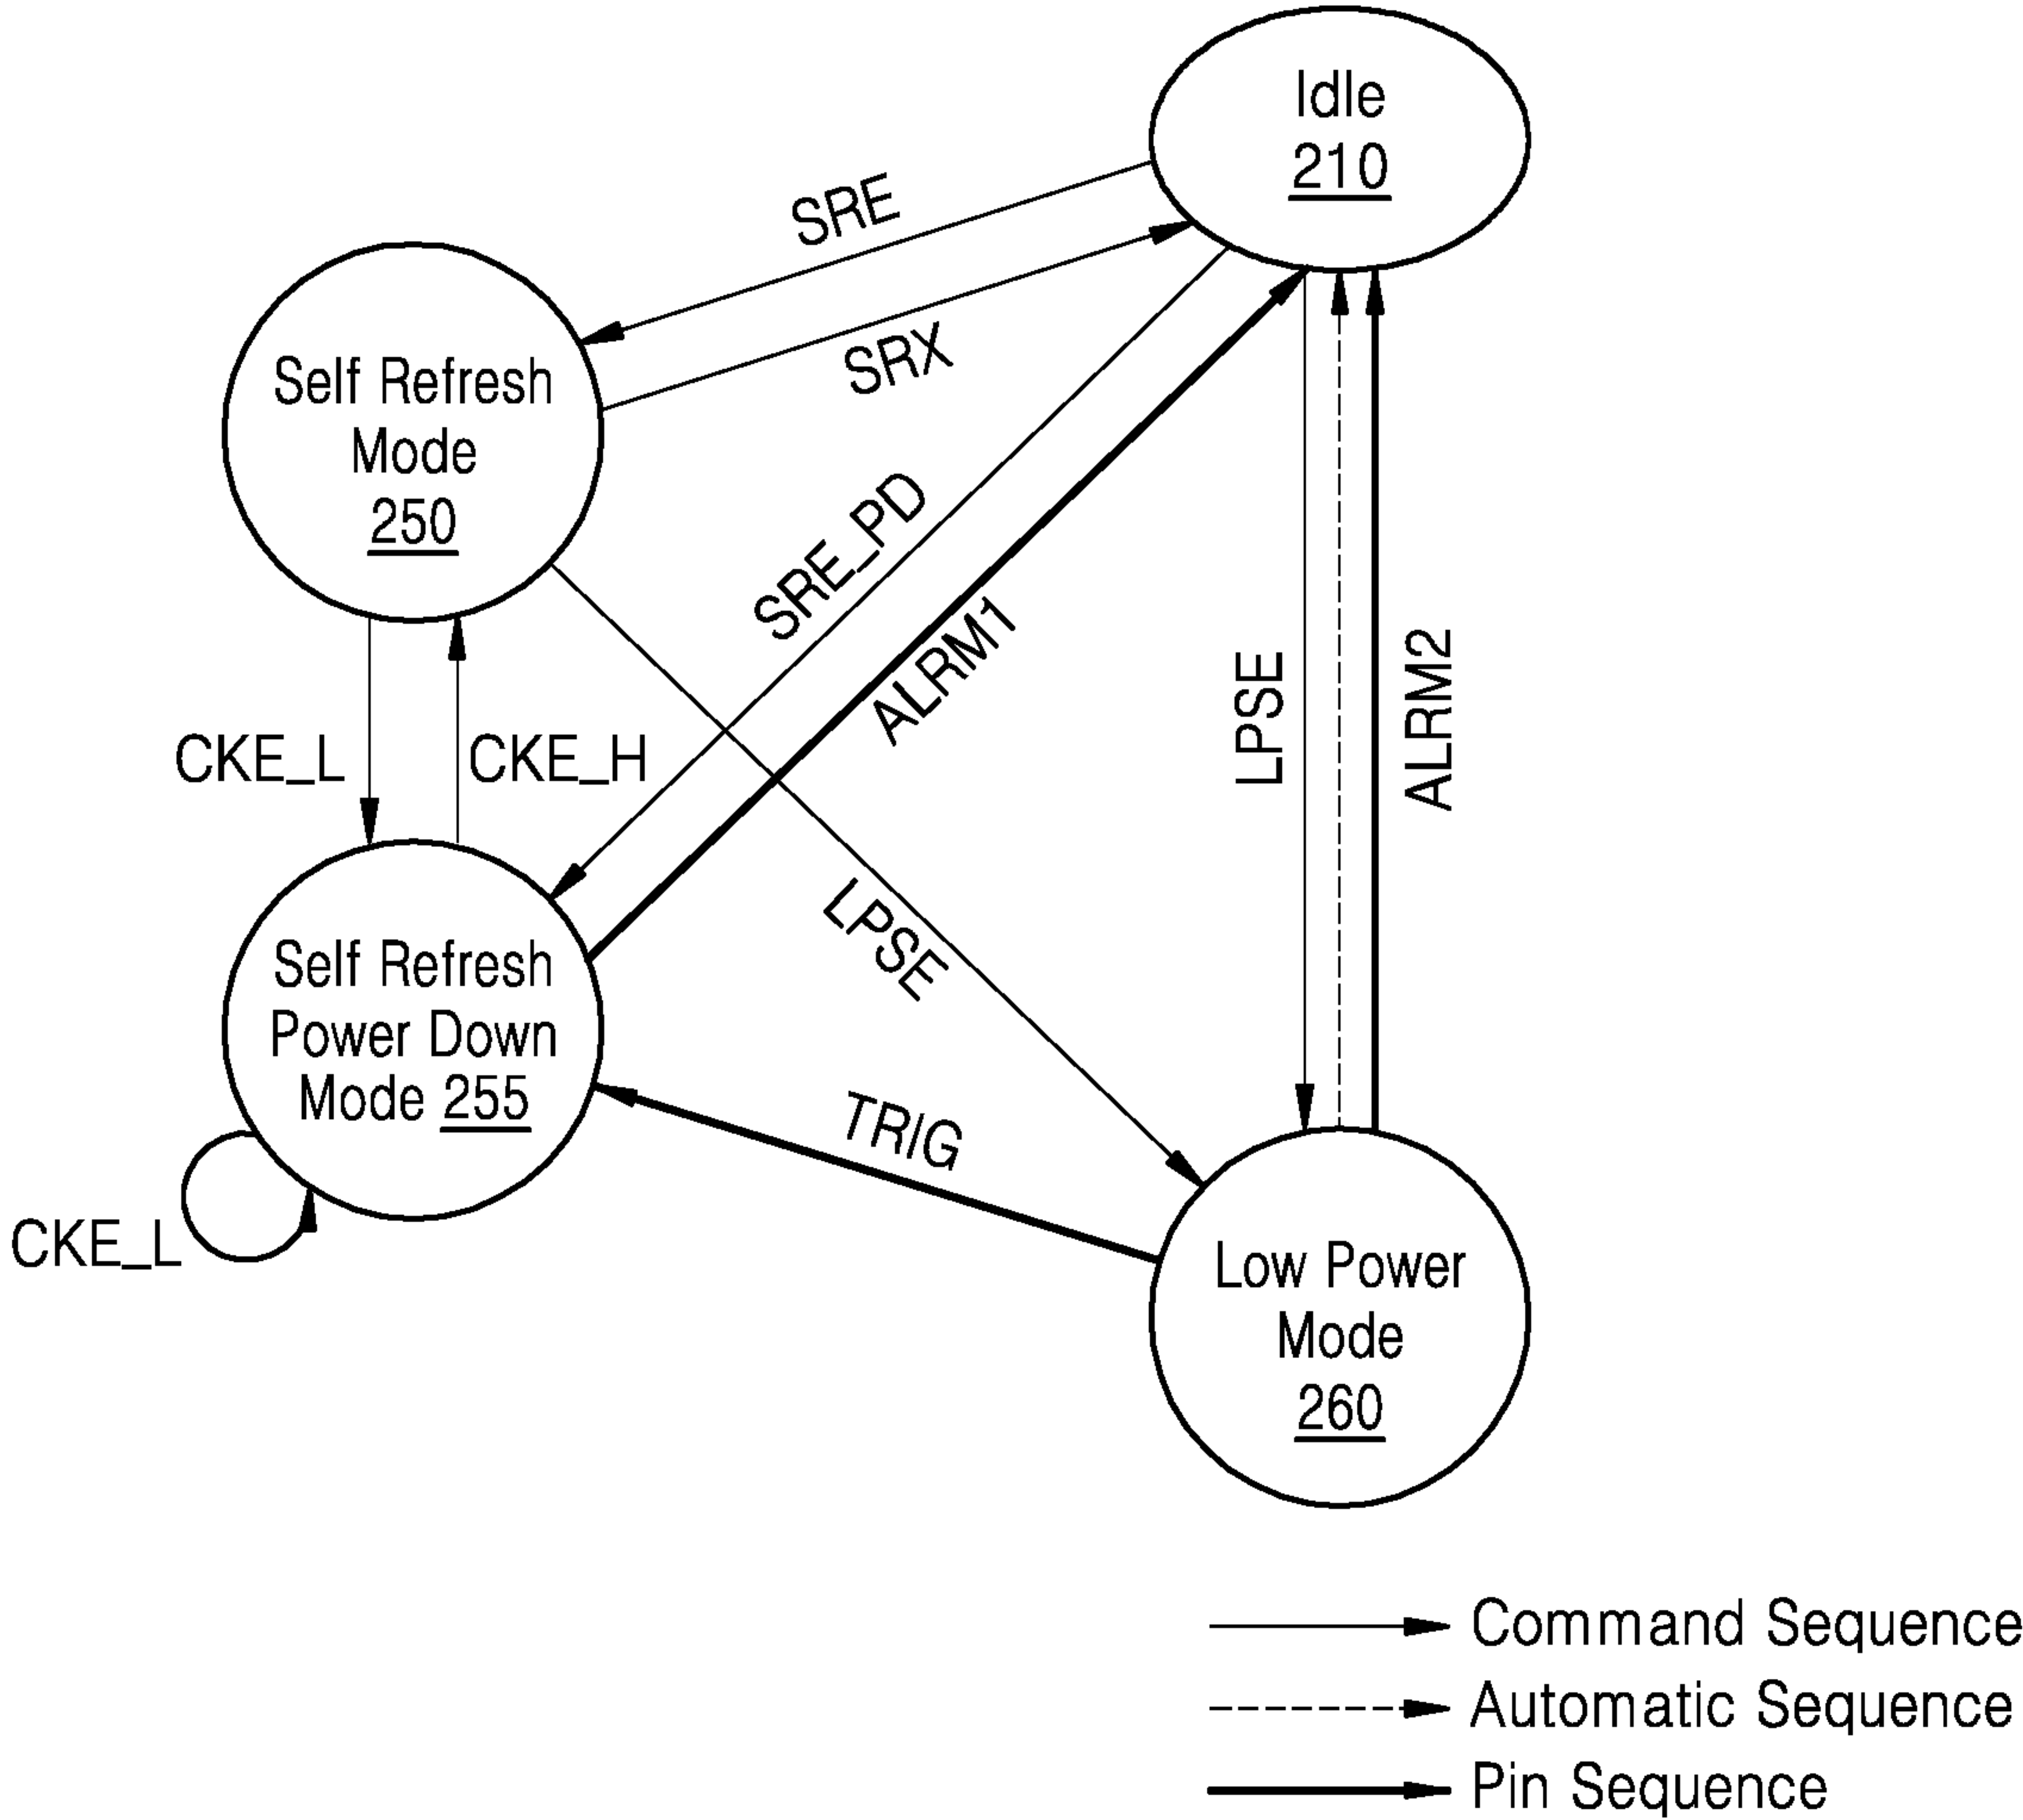 Idle
210
SRE
SRX
Self Refresh
Mode
250
SRE_PD
ALRM1
LPSE
ALRM2
CKE_L
CKE_H
LPSE
Self Refresh
Power Down
Mode 255
TRIG
CKE_L
Low Power
Mode
260
Command Sequence
Automatic Sequence
Pin Sequence